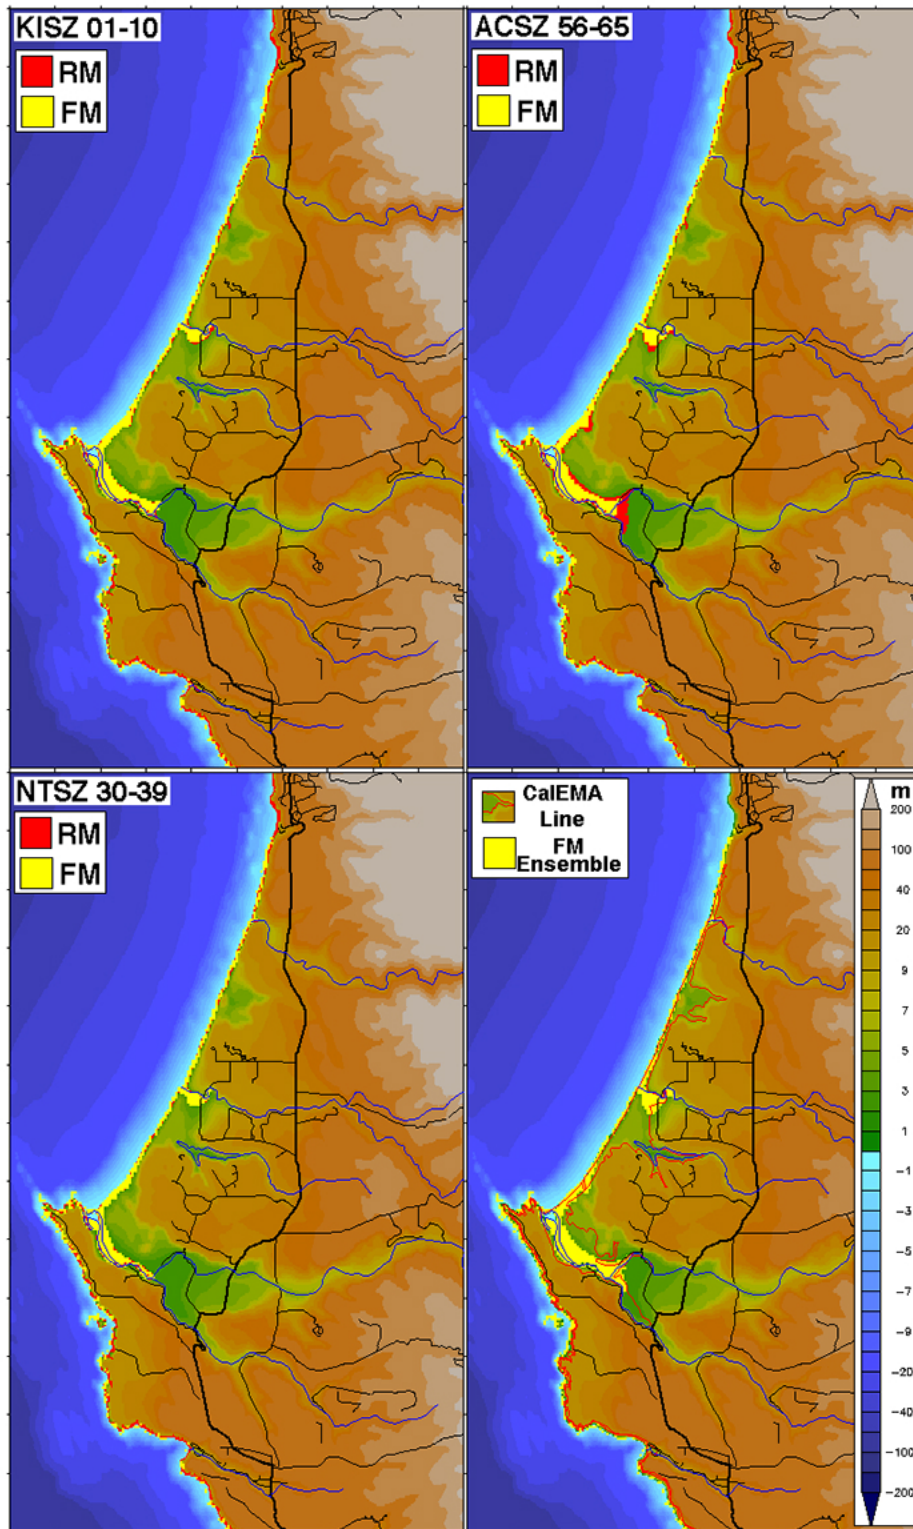 KISZ 01-10
RM
FM
ACSZ 56-65
RM
FM
NTSZ 30-39
RM
FM
CalEMA
Line
FM
Ensemble
m
200
100
40
20
9
7
5
3
1
-1
-3
-5
-7
-9
-20
-40
-100
-200